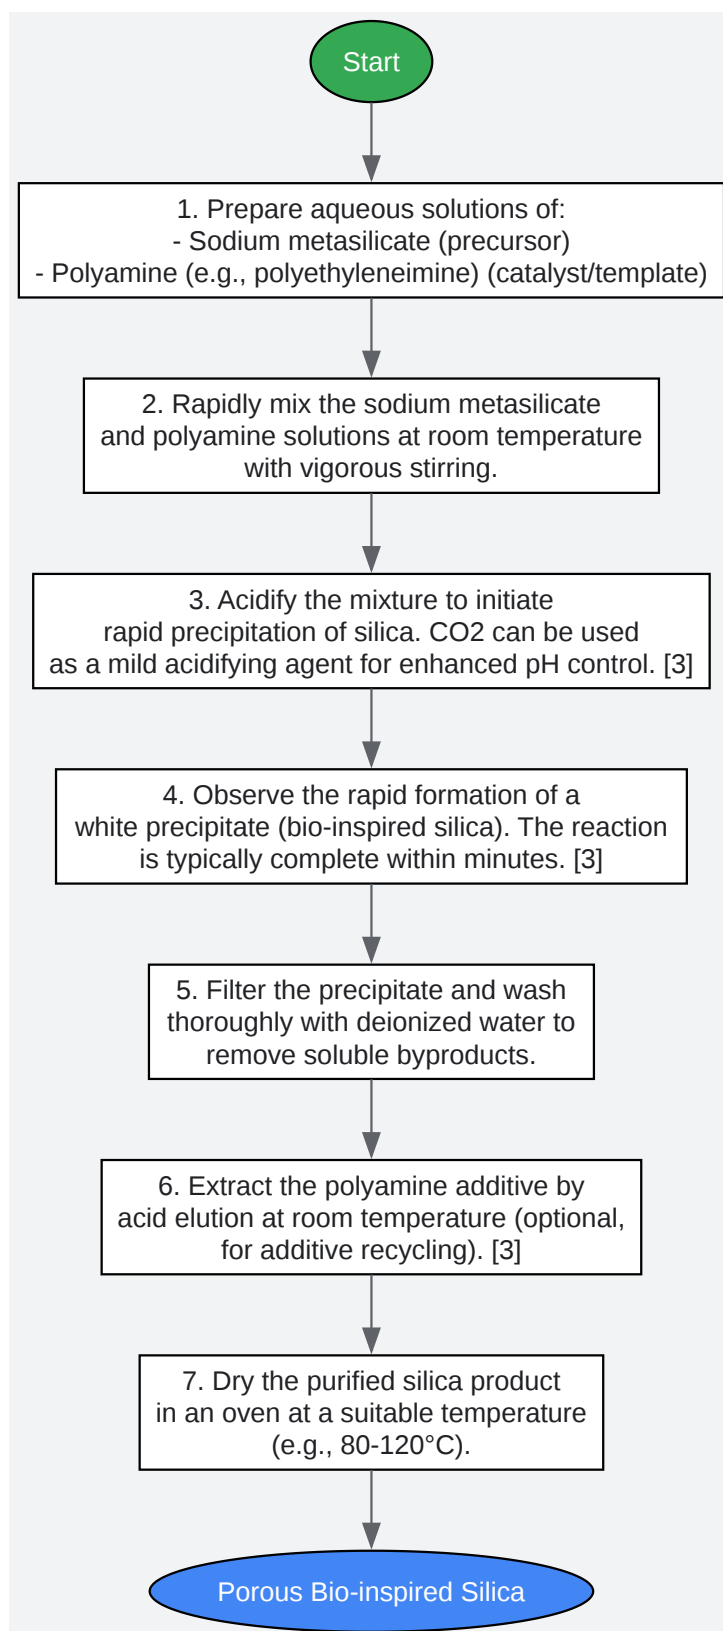 Start
1. Prepare aqueous solutions of:
- Sodium metasilicate (precursor)
- Polyamine (e.g., polyethyleneimine) (catalyst/template)
2. Rapidly mix the sodium metasilicate
and polyamine solutions at room temperature
with vigorous stirring.
3. Acidify the mixture to initiate
rapid precipitation of silica. CO2 can be used
as a mild acidifying agent for enhanced pH control. [3]
4. Observe the rapid formation of a
white precipitate (bio-inspired silica). The reaction
is typically complete within minutes. [3]
5. Filter the precipitate and wash
thoroughly with deionized water to
remove soluble byproducts.
6. Extract the polyamine additive by
acid elution at room temperature (optional,
for additive recycling). [3]
7. Dry the purified silica product
in an oven at a suitable temperature
(e.g., 80-120°C).
Porous Bio-inspired Silica